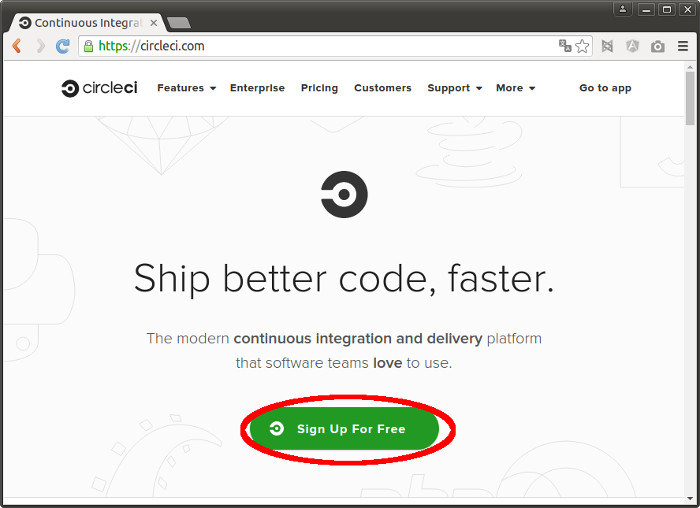 Continuous Integrat
https://circleci.com
circleci Features Enterprise Pricing Customers Support More Go to app
Ship better code, faster.
The modern continuous integration and delivery platform
that software teams love to use.
Sign Up For Free